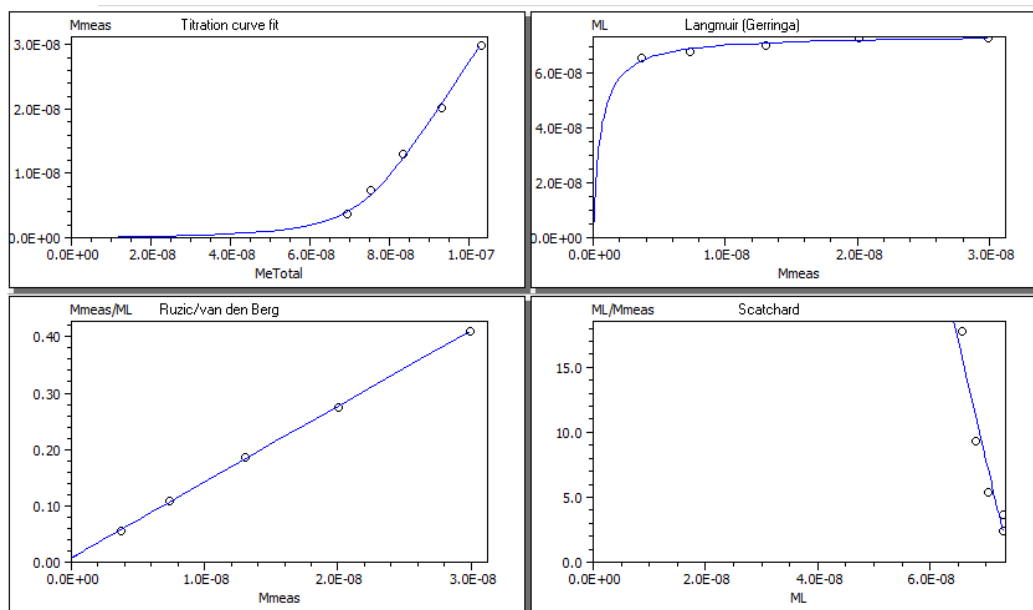 Mmeas Titration curve fit
3.0E-08
2.0E-08
1.0E-08
0.0E+00
0.0E+00 2.0E-08 4.0E-08 6.0E-08 8.0E-08 1.0E-07
MeTotal
ML Langmuir (Gerringa)
6.0E-08
4.0E-08
2.0E-08
0.0E+00
0.0E+00 1.0E-08 2.0E-08 3.0E-08
Mmeas
Mmeas/ML Ruzic/van den Berg
0.40
0.30
0.20
0.10
0.00
0.0E+00 1.0E-08 2.0E-08 3.0E-08
Mmeas
ML/Mmeas Scatchard
15.0
10.0
5.0
0.0
0.0E+00 2.0E-08 4.0E-08 6.0E-08
ML